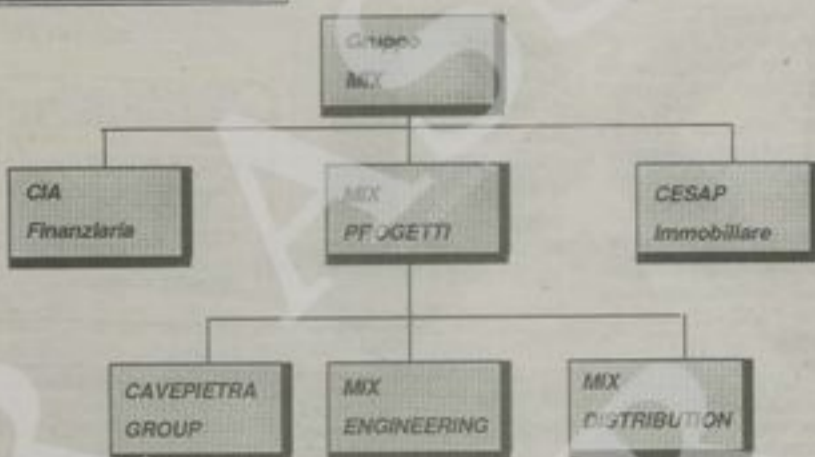 Gruppo
MIX
CIA
Finanziaria
MIX
PROGETTI
CESAP
Immobiliare
CAVEPIETRA
GROUP
MIX
ENGINEERING
MIX
DISTRIBUTION